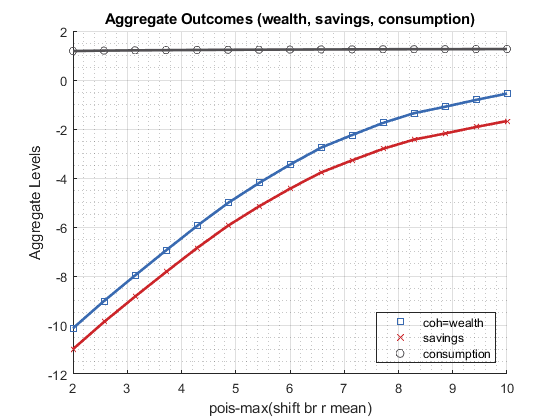 Aggregate Outcomes (wealth, savings, consumption)
2
0
-2
-4
-6
-8
-10
-12
Aggregate Levels
coh=wealth
savings
consumption
2 3 4 5 6 7 8 9 10
pois-max(shift br r mean)